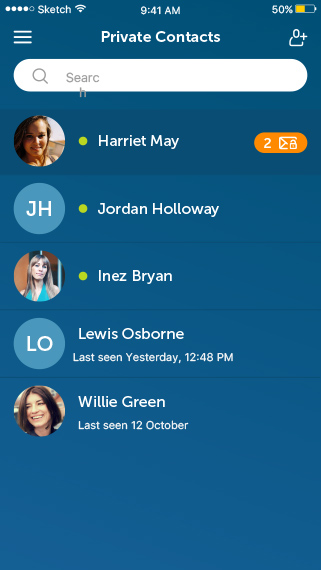 Sketch 9:41 AM 50%
Private Contacts
Searc
h
Harriet May 2
JH Jordan Holloway
Inez Bryan
LO Lewis Osborne
Last seen Yesterday, 12:48 PM
Willie Green
Last seen 12 October